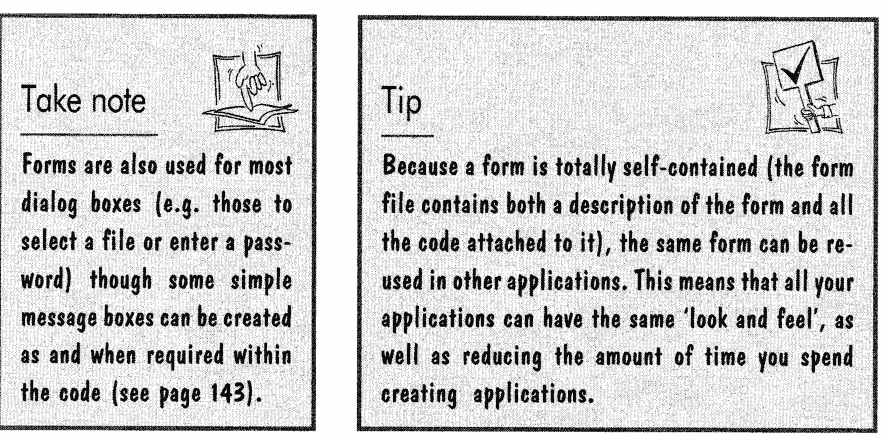 Take note
Forms are also used for most
dialog boxes (e.g. those to
select a file or enter a pass-
word) though some simple
message boxes can be created
as and when required within
the code (see page 143).
Tip
Because a form is totally self-contained (the form
file contains both a description of the form and all
the code attached to it), the same form can be re-
used in other applications. This means that all your
applications can have the same 'look and feel', as
well as reducing the amount of time you spend
creating applications.